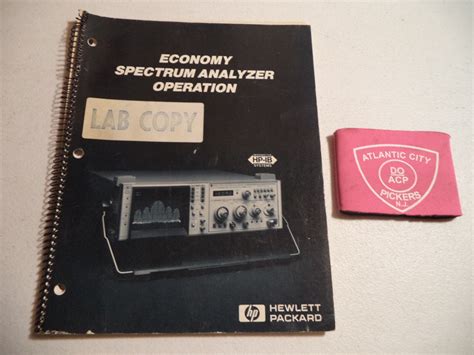 ECONOMY
SPECTRUM ANALYZER
OPERATION
LAB COPY
HP-IB
SYSTEMS
hp HEWLETT
PACKARD
ATLANTIC CITY
DO
ACP
PICKERS
N.J.